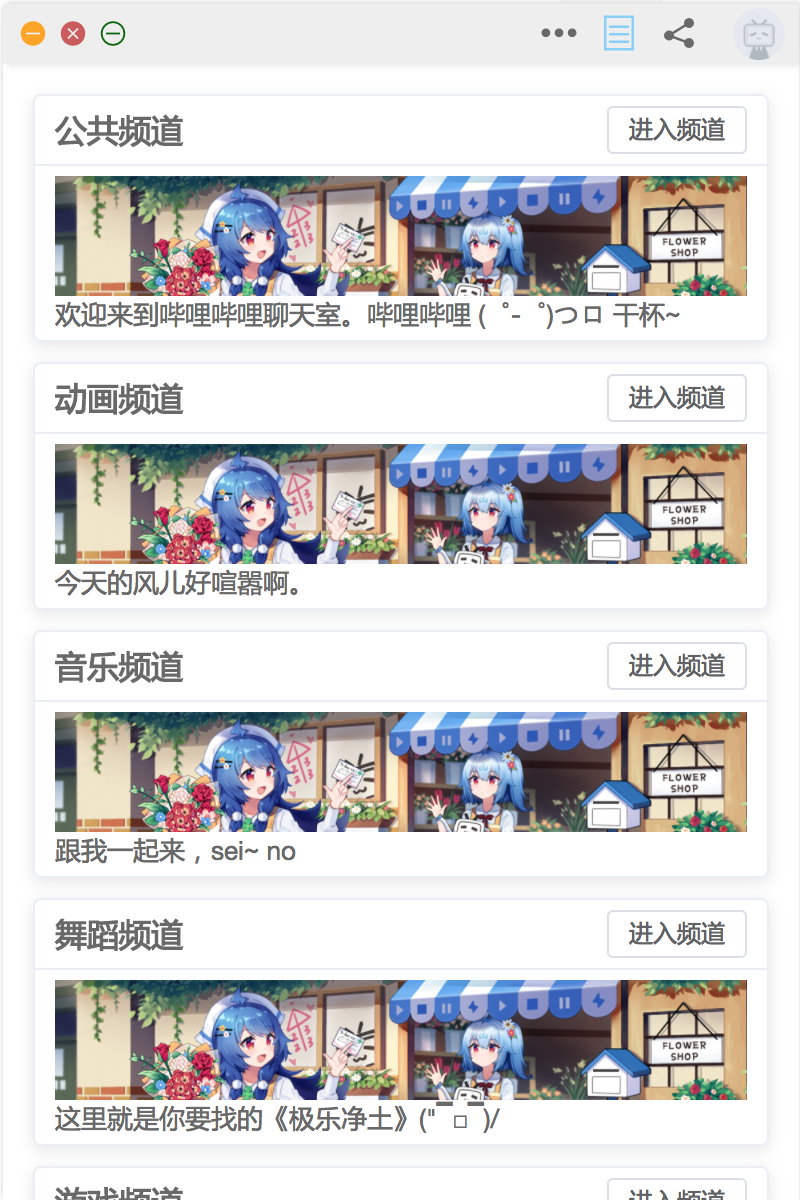 公共频道
进入频道
FLOWER
SHOP
欢迎来到哔哩哔哩聊天室。哔哩哔哩 ( ゜- ゜)つロ 干杯~
动画频道
进入频道
FLOWER
SHOP
今天的风儿好喧嚣啊。
音乐频道
进入频道
FLOWER
SHOP
跟我一起来，sei~ no
舞蹈频道
进入频道
FLOWER
SHOP
这里就是你要找的《极乐净土》("￣□￣)/
游戏频道
进入频道